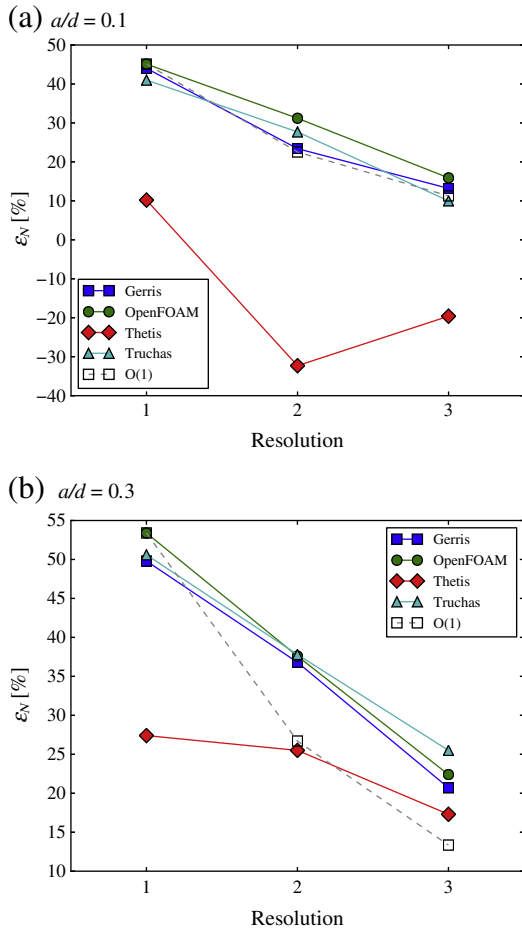 (a) a/d = 0.1
50
40
30
20
10
0
−10
−20
−30
−40
εN [%]
Gerris
OpenFOAM
Thetis
Truchas
O(1)
1 2 3
Resolution
(b) a/d = 0.3
55
50
45
40
35
30
25
20
15
10
εN [%]
Gerris
OpenFOAM
Thetis
Truchas
O(1)
1 2 3
Resolution